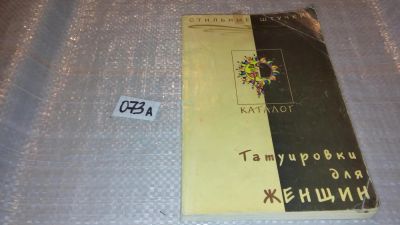 СТИЛЬНЫЕ ШТУЧКИ
073А
КАТАЛОГ
Татуировки
для
ЖЕНЩИН